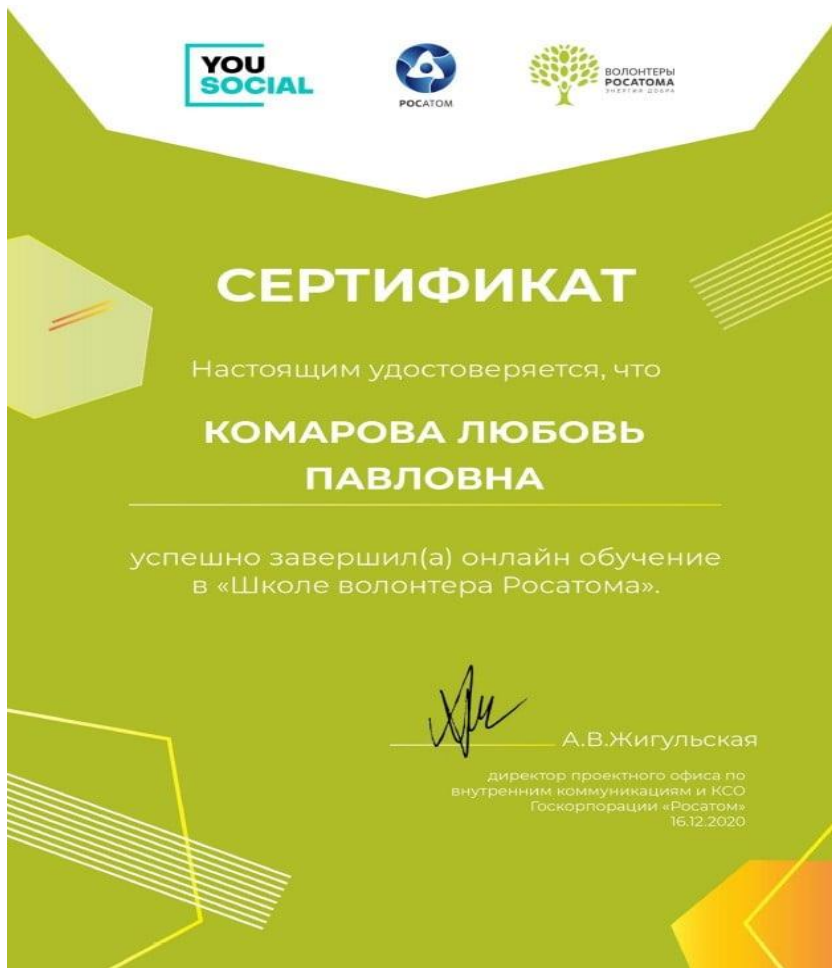 YOU
SOCIAL
РОСАТОМ
ВОЛОНТЕРЫ
РОСАТОМА
ЭНЕРГИЯ ДОБРА
СЕРТИФИКАТ
Настоящим удостоверяется, что
КОМАРОВА ЛЮБОВЬ
ПАВЛОВНА
успешно завершил(а) онлайн обучение
в «Школе волонтера Росатома».
А.В.Жигульская
директор проектного офиса по
внутренним коммуникациям и КСО
Госкорпорации «Росатом»
16.12.2020